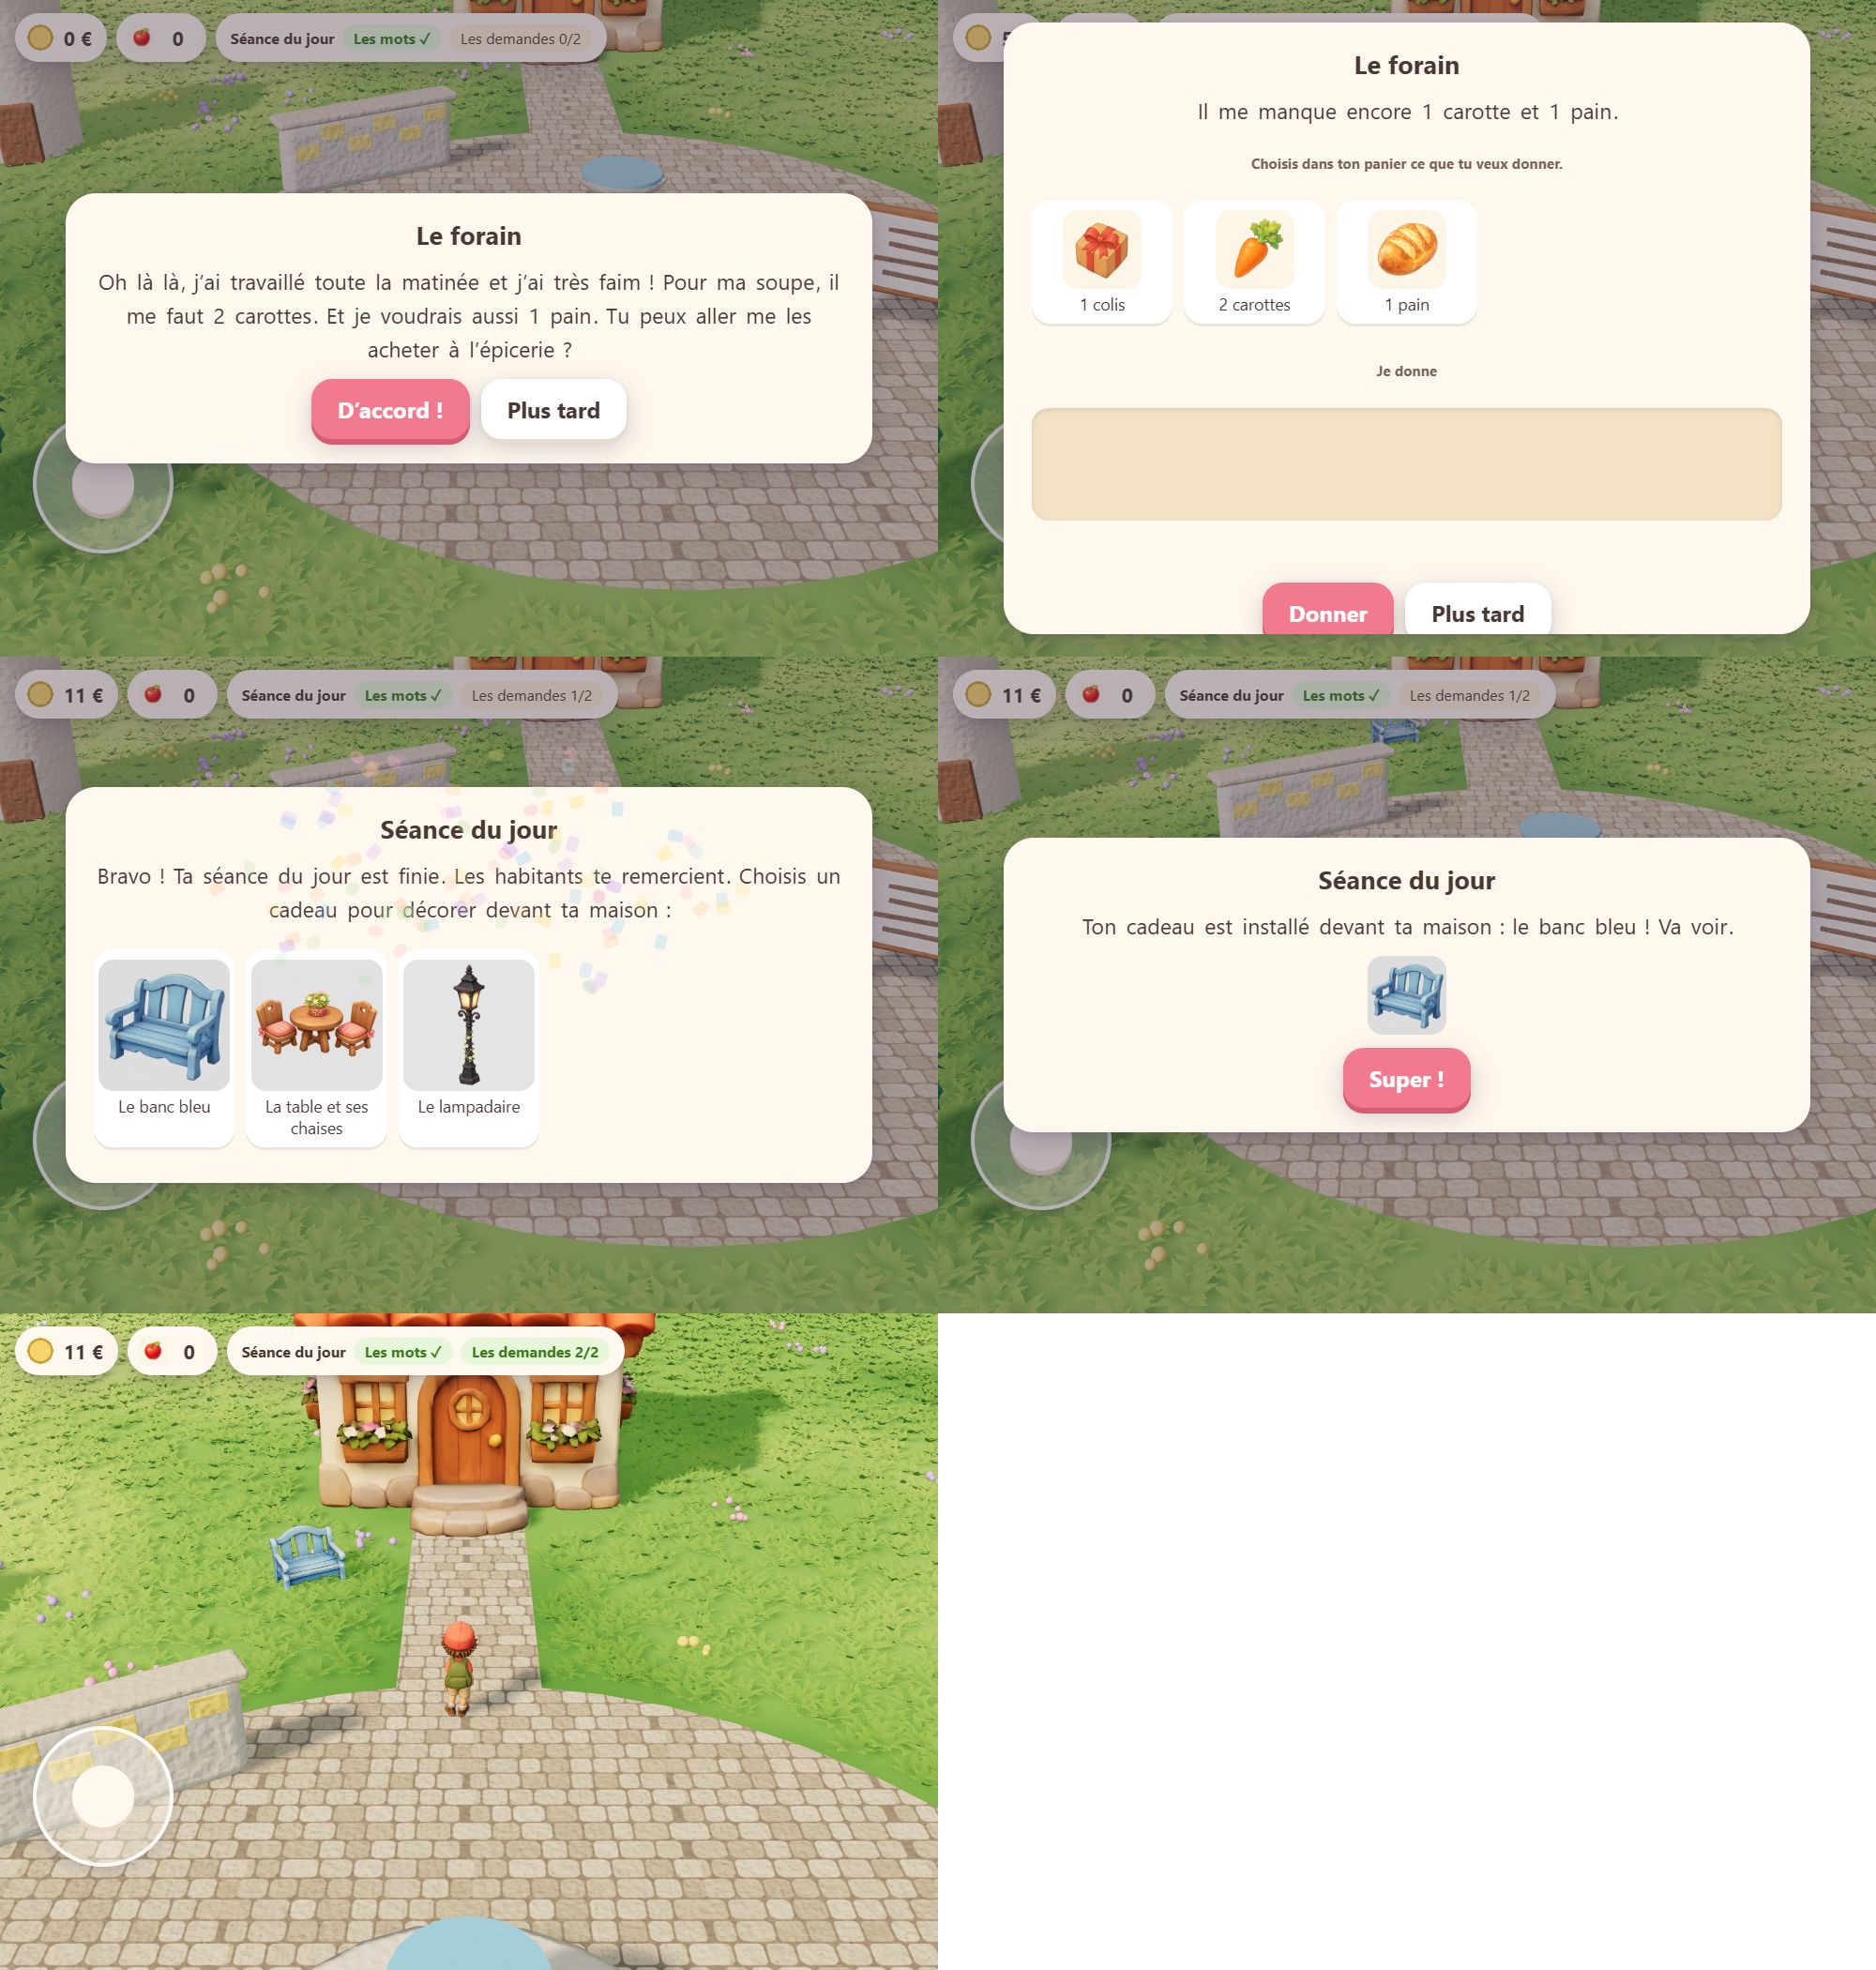 0 €
0
Séance du jour
Les mots ✓
Les demandes 0/2
Le forain
Oh là là, j’ai travaillé toute la matinée et j’ai très faim ! Pour ma soupe, il
me faut 2 carottes. Et je voudrais aussi 1 pain. Tu peux aller me les
acheter à l’épicerie ?
D’accord !
Plus tard
Le forain
Il me manque encore 1 carotte et 1 pain.
Choisis dans ton panier ce que tu veux donner.
1 colis
2 carottes
1 pain
Je donne
Donner
Plus tard
11 €
0
Séance du jour
Les mots ✓
Les demandes 1/2
Séance du jour
Bravo ! Ta séance du jour est finie. Les habitants te remercient. Choisis un
cadeau pour décorer devant ta maison :
Le banc bleu
La table et ses
chaises
Le lampadaire
11 €
0
Séance du jour
Les mots ✓
Les demandes 1/2
Séance du jour
Ton cadeau est installé devant ta maison : le banc bleu ! Va voir.
Super !
11 €
0
Séance du jour
Les mots ✓
Les demandes 2/2